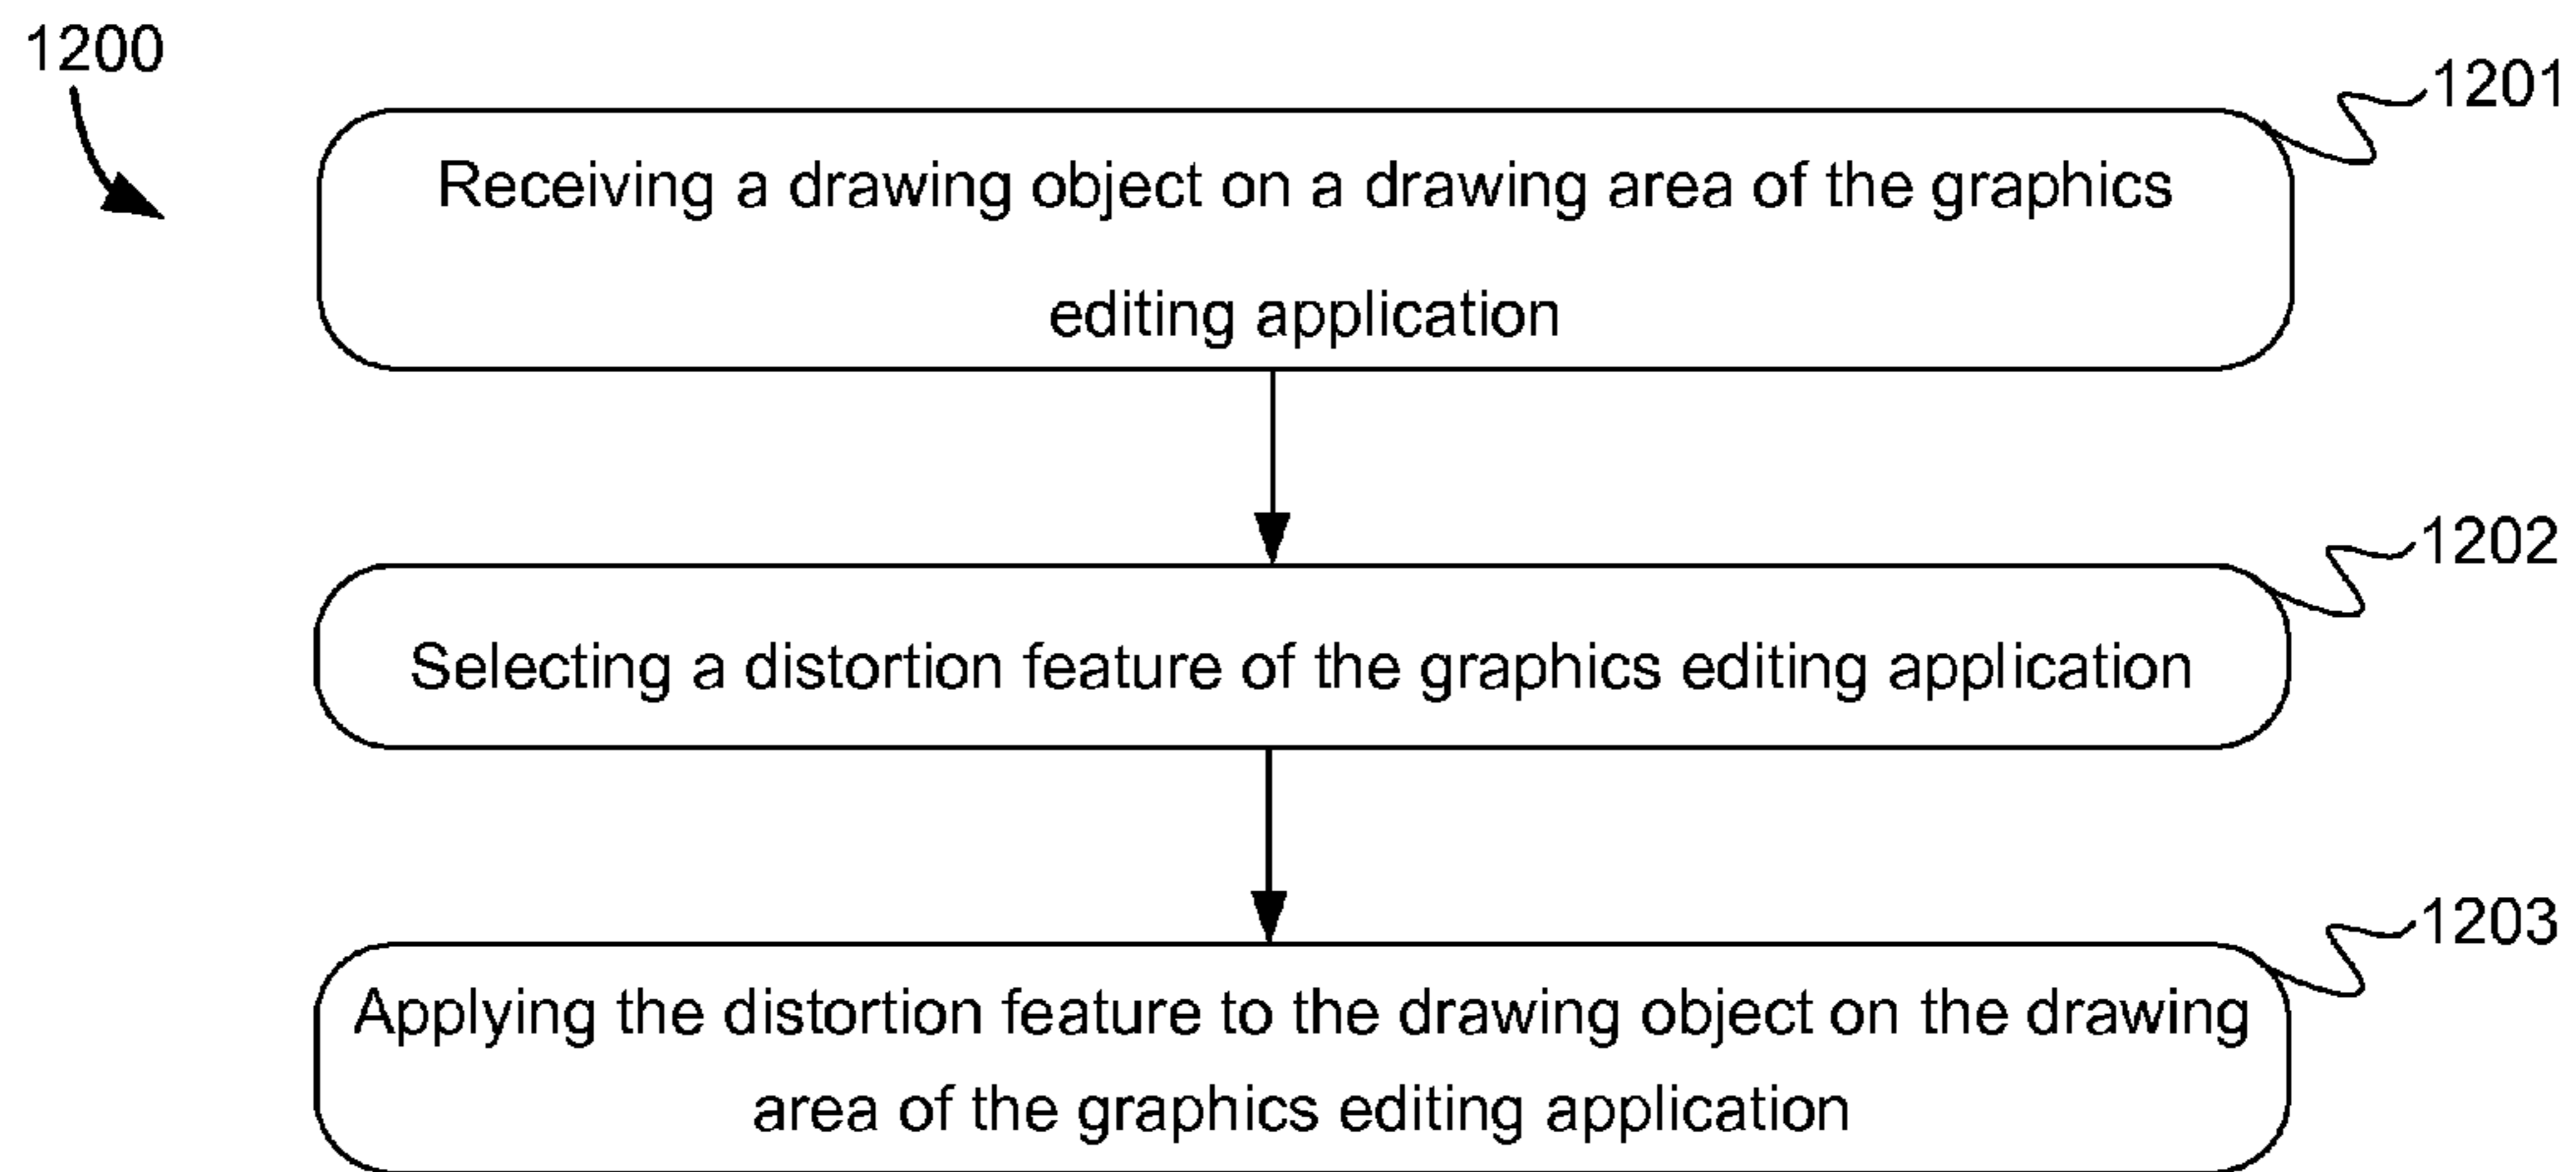 1200
1201
Receiving a drawing object on a drawing area of the graphics
editing application
1202
Selecting a distortion feature of the graphics editing application
1203
Applying the distortion feature to the drawing object on the drawing
area of the graphics editing application